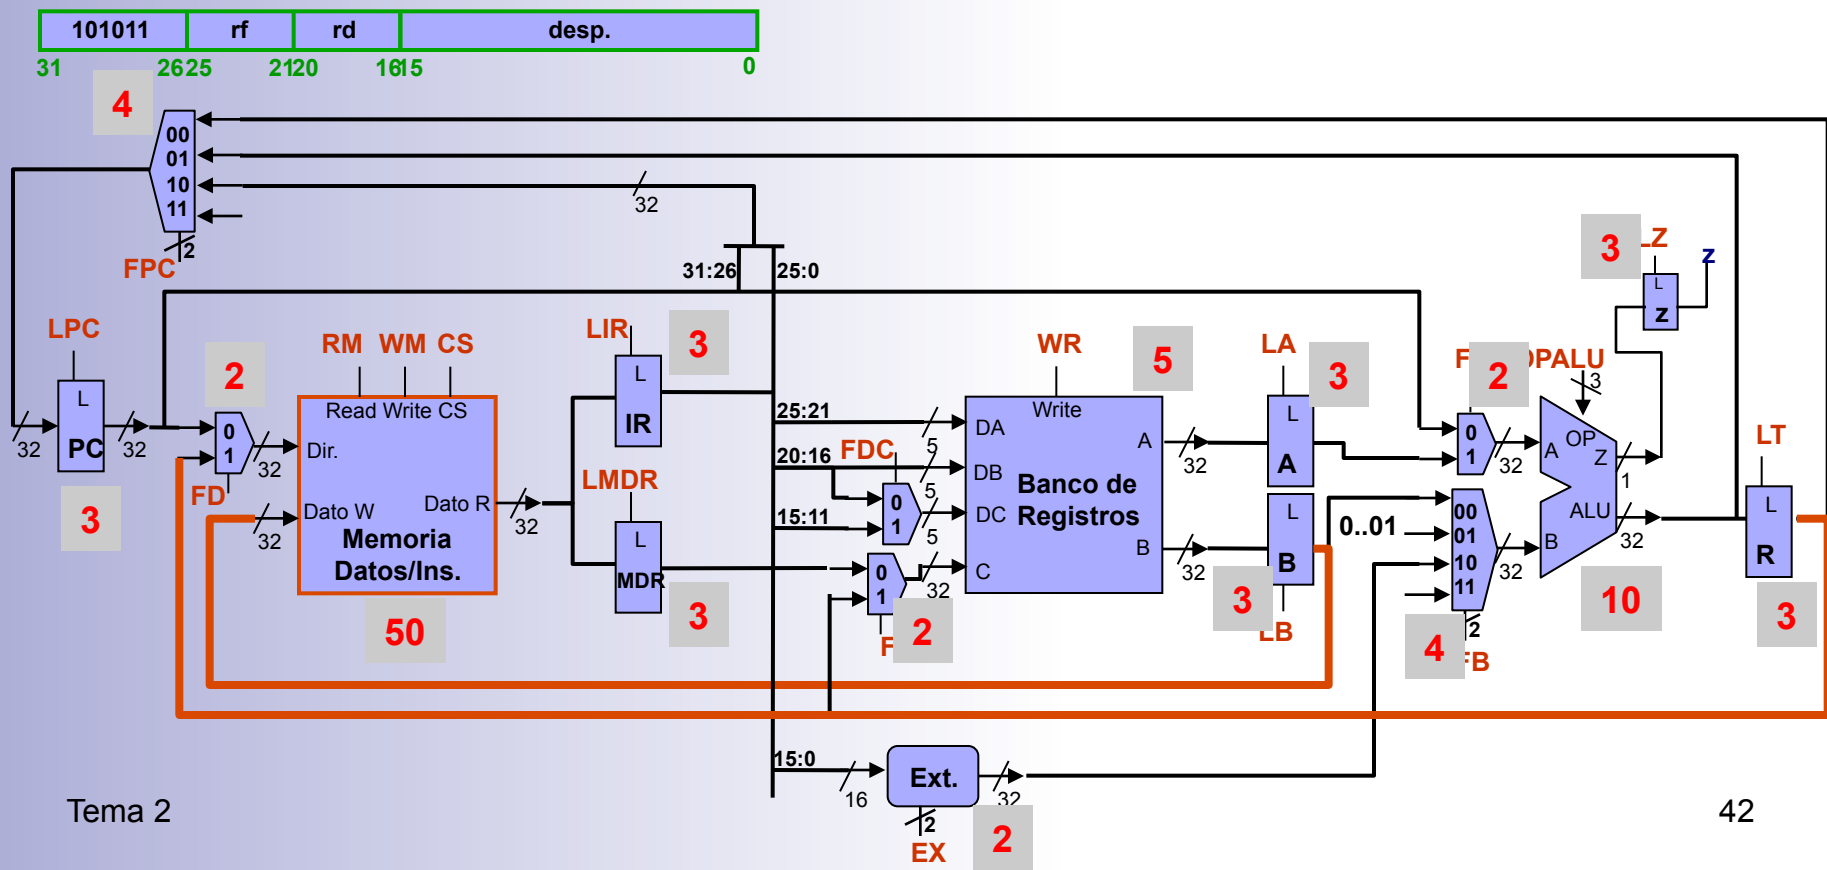 101011 rf rd desp.
31 26 25 21 20 16 15 0
4
00
01
10
11
2
FPC
32
31:26 25:0
3 LZ
L
z
z
LPC
L
PC
32 32
3
2
0
1
32
FD
RM WM CS
Read Write CS
Dir.
Dato W
Dato R
32
32
Memoria
Datos/Ins.
50
LIR
3
L
IR
LMDR
L
MDR
3
25:21
20:16
15:11
5
5
5
FDC
0
1
0
1
32
F
2
WR
5
Write
DA
DB
DC
C
A
B
Banco de
Registros
32
32
LA
3
L
A
L
B
3
LB
F 2 OPALU
3
0
1
32
0..01
00
01
10
11
32
2
4 FB
A
B
OP
Z
ALU
1
32
10
LT
L
R
3
15:0
16
Ext.
32
2
EX
2
Tema 2
42